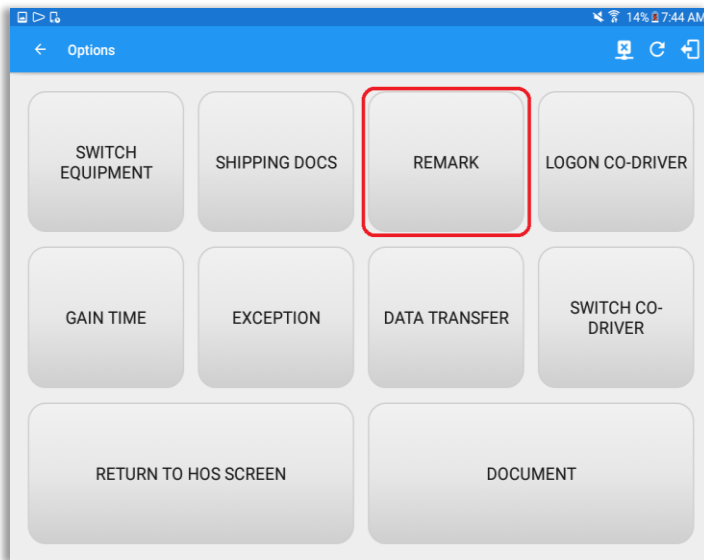 14% 7:44 AM
Options
SWITCH
EQUIPMENT
SHIPPING DOCS
REMARK
LOGON CO-DRIVER
GAIN TIME
EXCEPTION
DATA TRANSFER
SWITCH CO-
DRIVER
RETURN TO HOS SCREEN
DOCUMENT